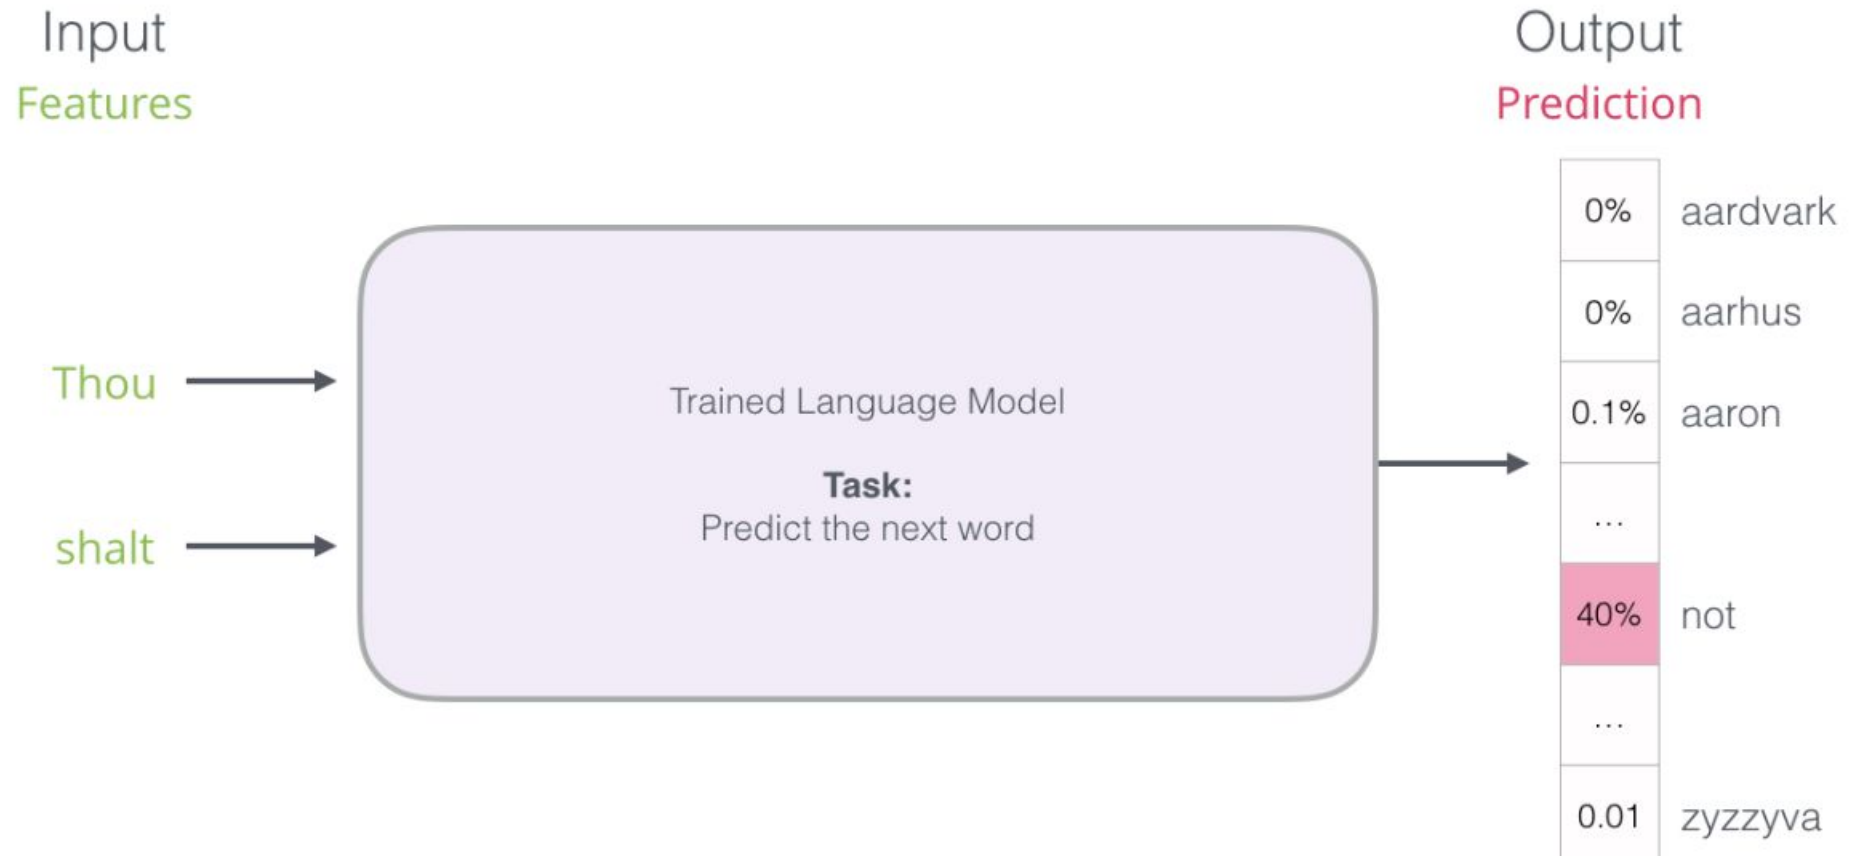 Input
Features
Thou
shalt
Trained Language Model
Task:
Predict the next word
Output
Prediction
0% aardvark
0% aarhus
0.1% aaron
...
40% not
...
0.01 zyzzyva